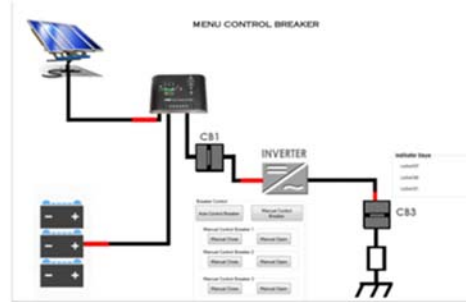 MENU CONTROL BREAKER
CB1
INVERTER
CB3
Breaker Control
Auto Control Breaker
Manual Control Breaker
Manual Control Breaker 1
Manual Close
Manual Open
Manual Control Breaker 2
Manual Close
Manual Open
Manual Control Breaker 3
Manual Close
Manual Open